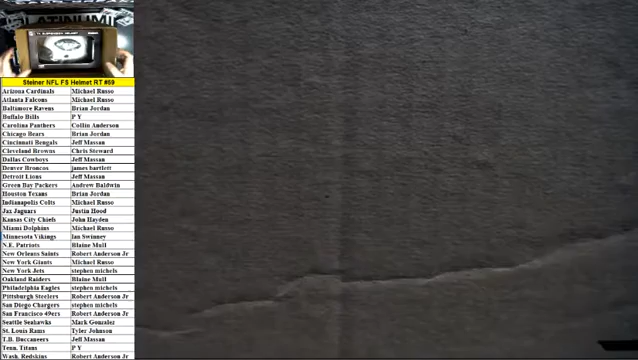 PLATINUM
Steiner NFL FS Helmet RT #69
Arizona Cardinals Michael Russo
Atlanta Falcons Michael Russo
Baltimore Ravens Brian Jordan
Buffalo Bills P Y
Carolina Panthers Collin Anderson
Chicago Bears Brian Jordan
Cincinnati Bengals Jeff Massan
Cleveland Browns Chris Steward
Dallas Cowboys Jeff Massan
Denver Broncos james bartlett
Detroit Lions Jeff Massan
Green Bay Packers Andrew Baldwin
Houston Texans Brian Jordan
Indianapolis Colts Michael Russo
Jax Jaguars Justin Hood
Kansas City Chiefs John Hayden
Miami Dolphins Michael Russo
Minnesota Vikings Ian Swinney
N.E. Patriots Blaine Mull
New Orleans Saints Robert Anderson Jr
New York Giants Michael Russo
New York Jets stephen michels
Oakland Raiders Blaine Mull
Philadelphia Eagles stephen michels
Pittsburgh Steelers Robert Anderson Jr
San Diego Chargers stephen michels
San Francisco 49ers Robert Anderson Jr
Seattle Seahawks Mark Gonzalez
St. Louis Rams Tyler Johnson
T.B. Buccaneers Jeff Massan
Tenn. Titans P Y
Wash. Redskins Robert Anderson Jr